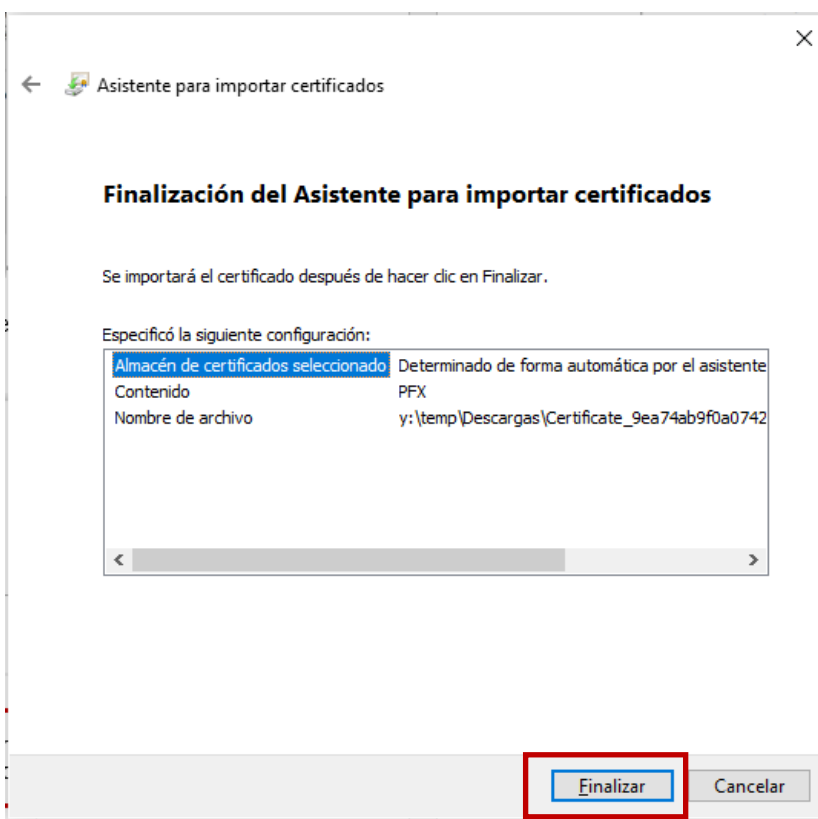 Asistente para importar certificados
Finalización del Asistente para importar certificados
Se importará el certificado después de hacer clic en Finalizar.
Especificó la siguiente configuración:
Almacén de certificados seleccionado Determinado de forma automática por el asistente
Contenido PFX
Nombre de archivo y:\temp\Descargas\Certificate_9ea74ab9f0a0742
Finalizar Cancelar